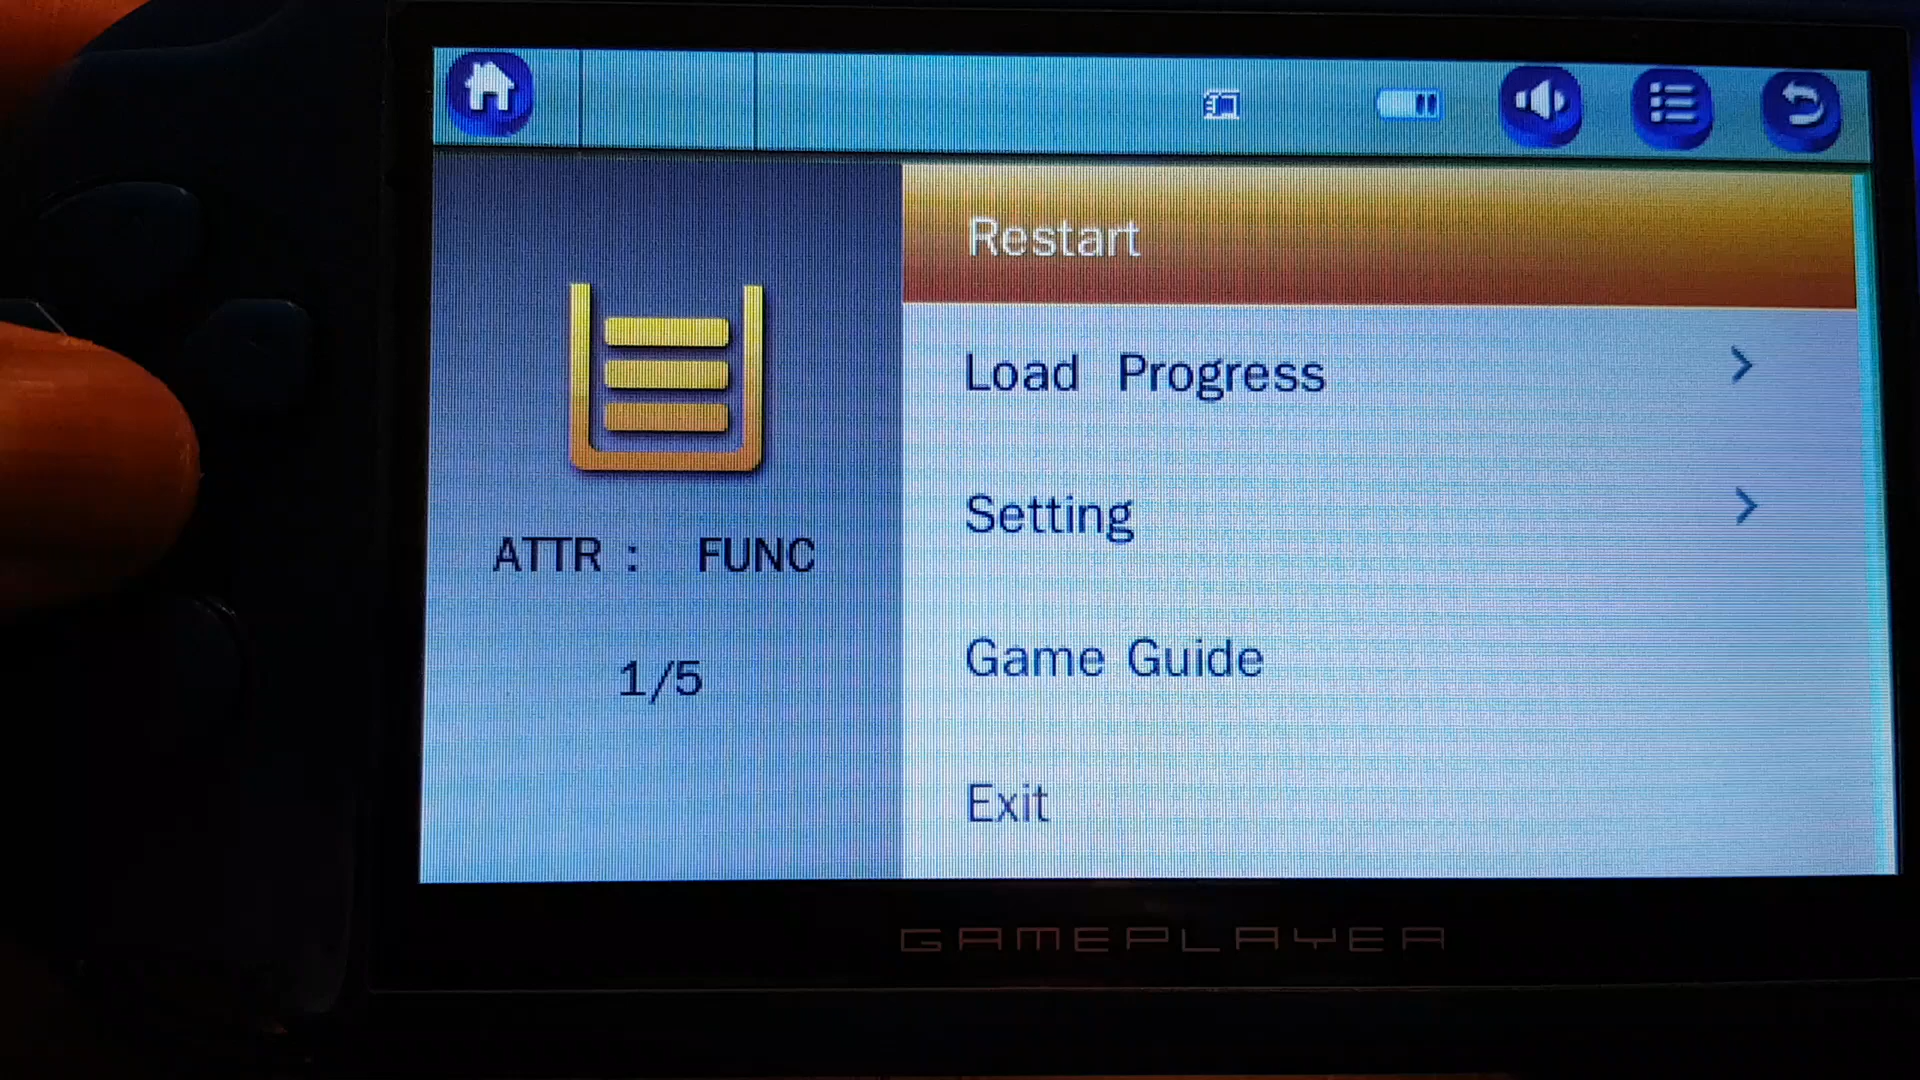 Restart
Load Progress
Setting
Game Guide
Exit
ATTR : FUNC
1/5
GAMEPLAYER